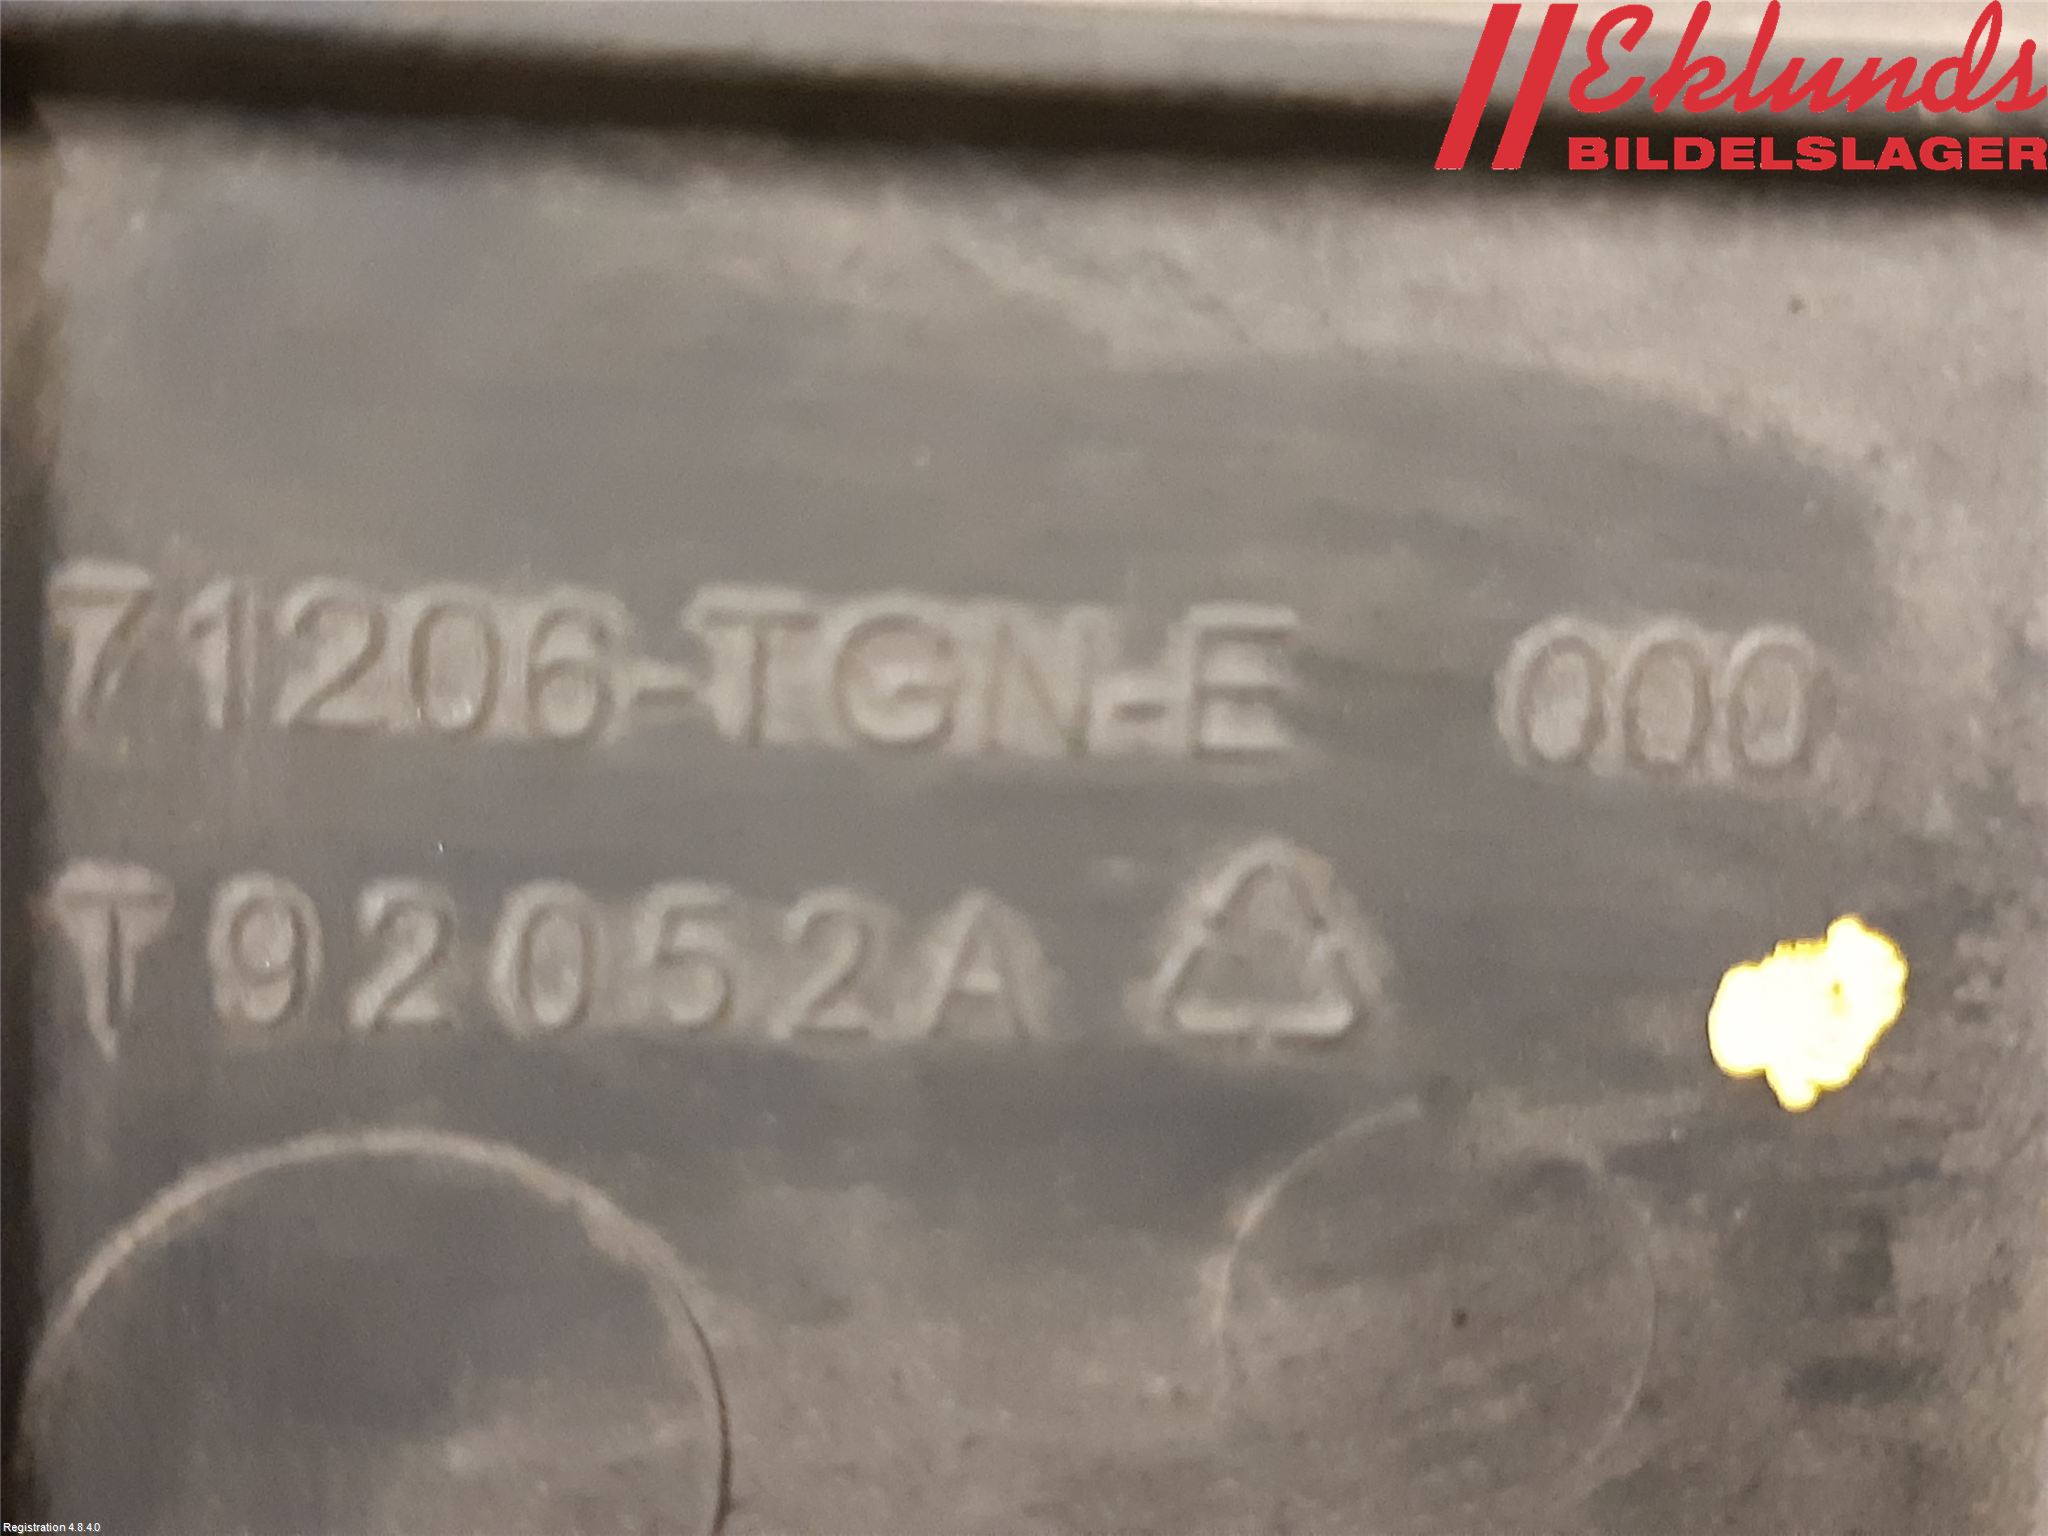 Eklunds
BILDELSLAGER
71206-TGN-E 000
T92052A
Registration 4.8.4.0